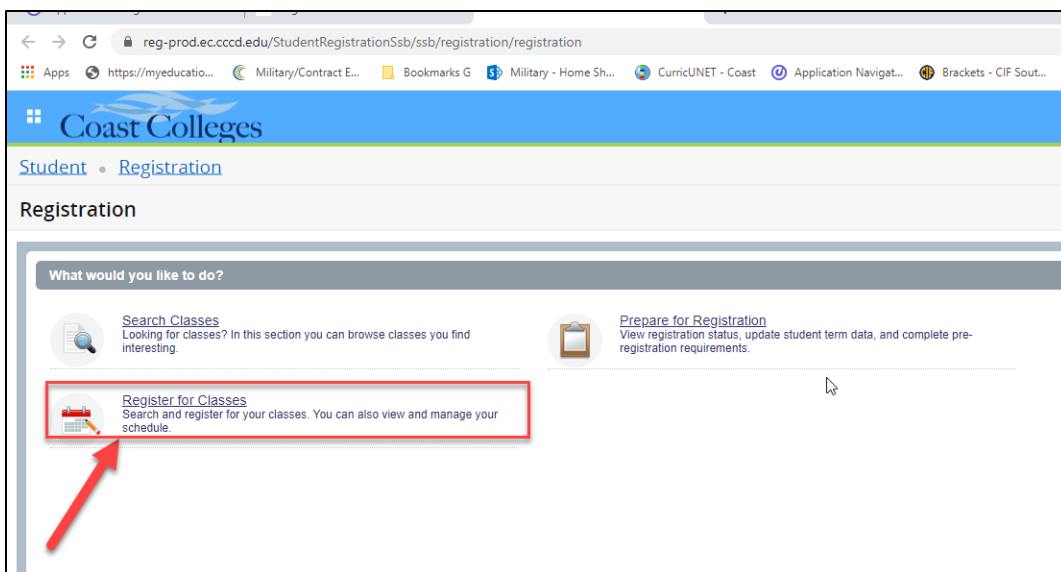 reg-prod.ec.cccd.edu/StudentRegistrationSsb/ssb/registration/registration
Apps https://myeducatio... Military/Contract E... Bookmarks G Military - Home Sh... CurricUNET - Coast Application Navigat... Brackets - CIF Sout...
Coast Colleges
Student • Registration
Registration
What would you like to do?
Search Classes
Looking for classes? In this section you can browse classes you find
interesting.
Prepare for Registration
View registration status, update student term data, and complete pre-
registration requirements.
Register for Classes
Search and register for your classes. You can also view and manage your
schedule.